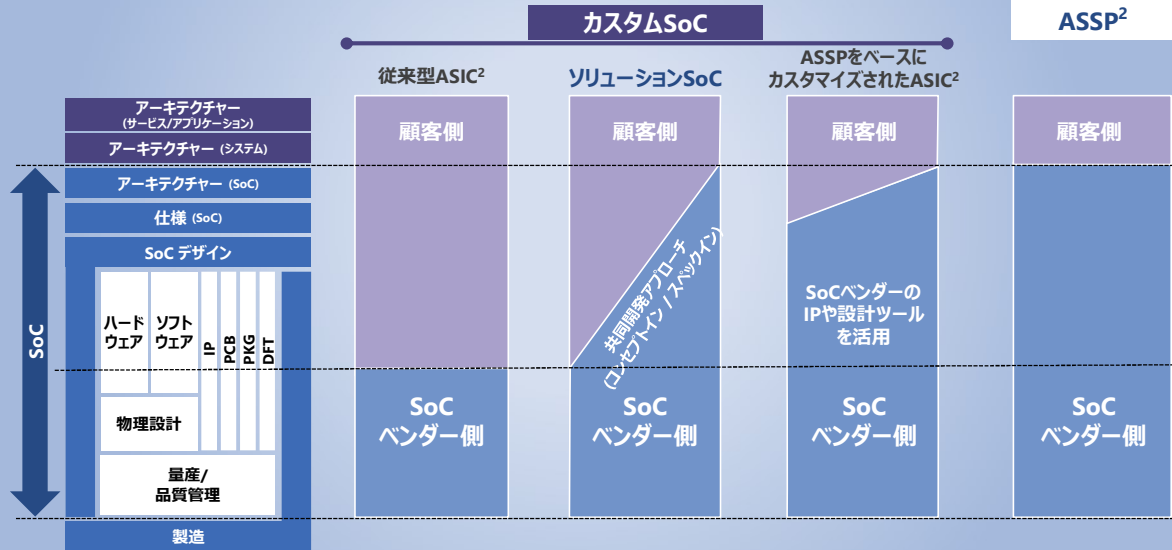 カスタムSoC
ASSP²
従来型ASIC²
ソリューションSoC
ASSPをベースに
カスタマイズされたASIC²
アーキテクチャー
(サービス/アプリケーション)
アーキテクチャー (システム)
アーキテクチャー (SoC)
仕様 (SoC)
SoC デザイン
SoC
ハード
ウェア
ソフト
ウェア
IP
PCB
PKG
DFT
物理設計
量産/
品質管理
製造
顧客側
SoC
ベンダー側
顧客側
共同開発アプローチ
(コンセプトイン / スペックイン)
SoC
ベンダー側
顧客側
SoCベンダーの
IPや設計ツール
を活用
SoC
ベンダー側
顧客側
SoC
ベンダー側